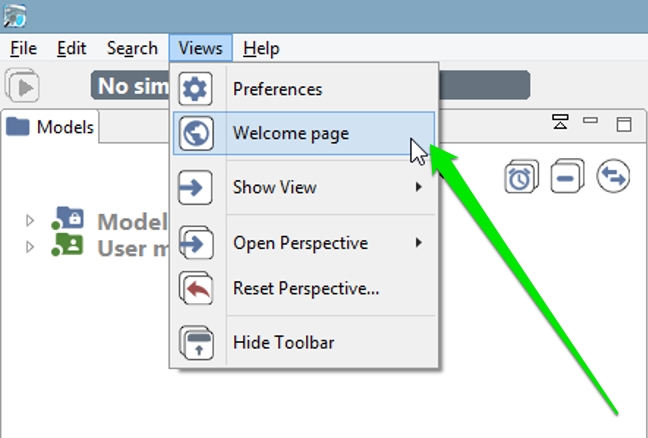 File Edit Search Views Help
No sim
Models
Preferences
Welcome page
Show View
Model
Open Perspective
User m
Reset Perspective...
Hide Toolbar